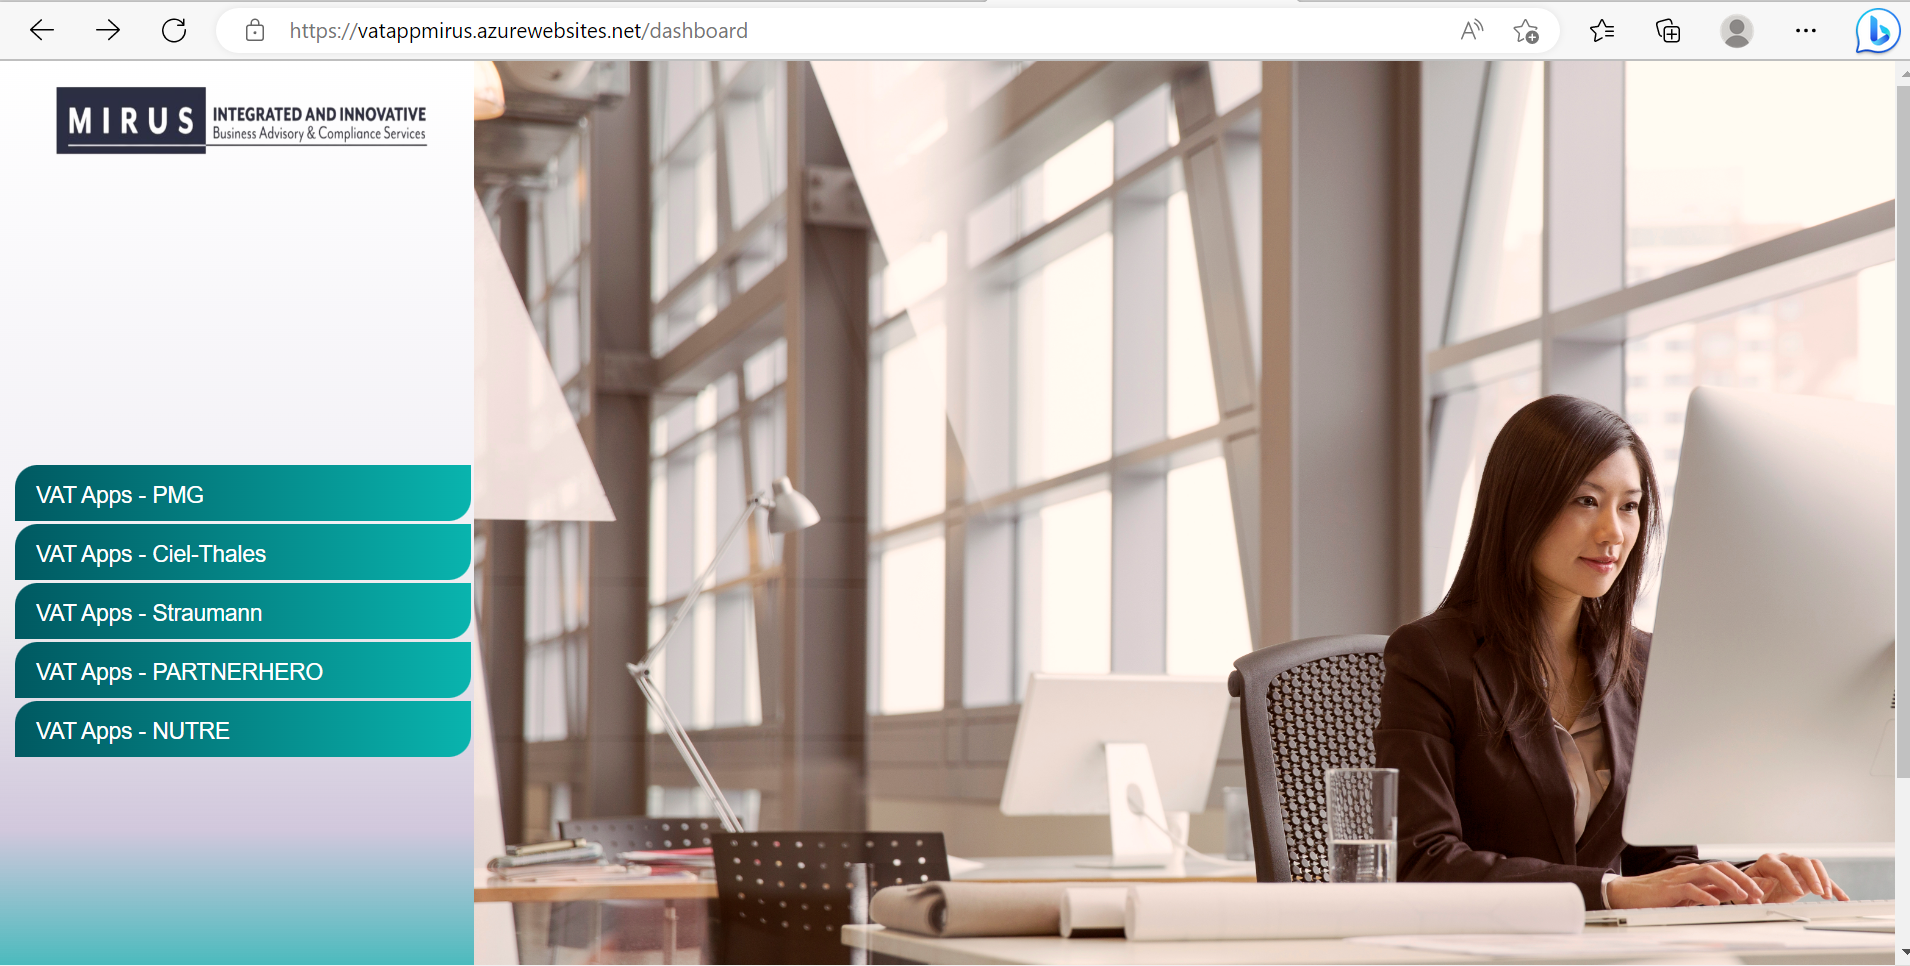 https://vatappmirus.azurewebsites.net/dashboard
MIRUS
INTEGRATED AND INNOVATIVE
Business Advisory & Compliance Services
VAT Apps - PMG
VAT Apps - Ciel-Thales
VAT Apps - Straumann
VAT Apps - PARTNERHERO
VAT Apps - NUTRE